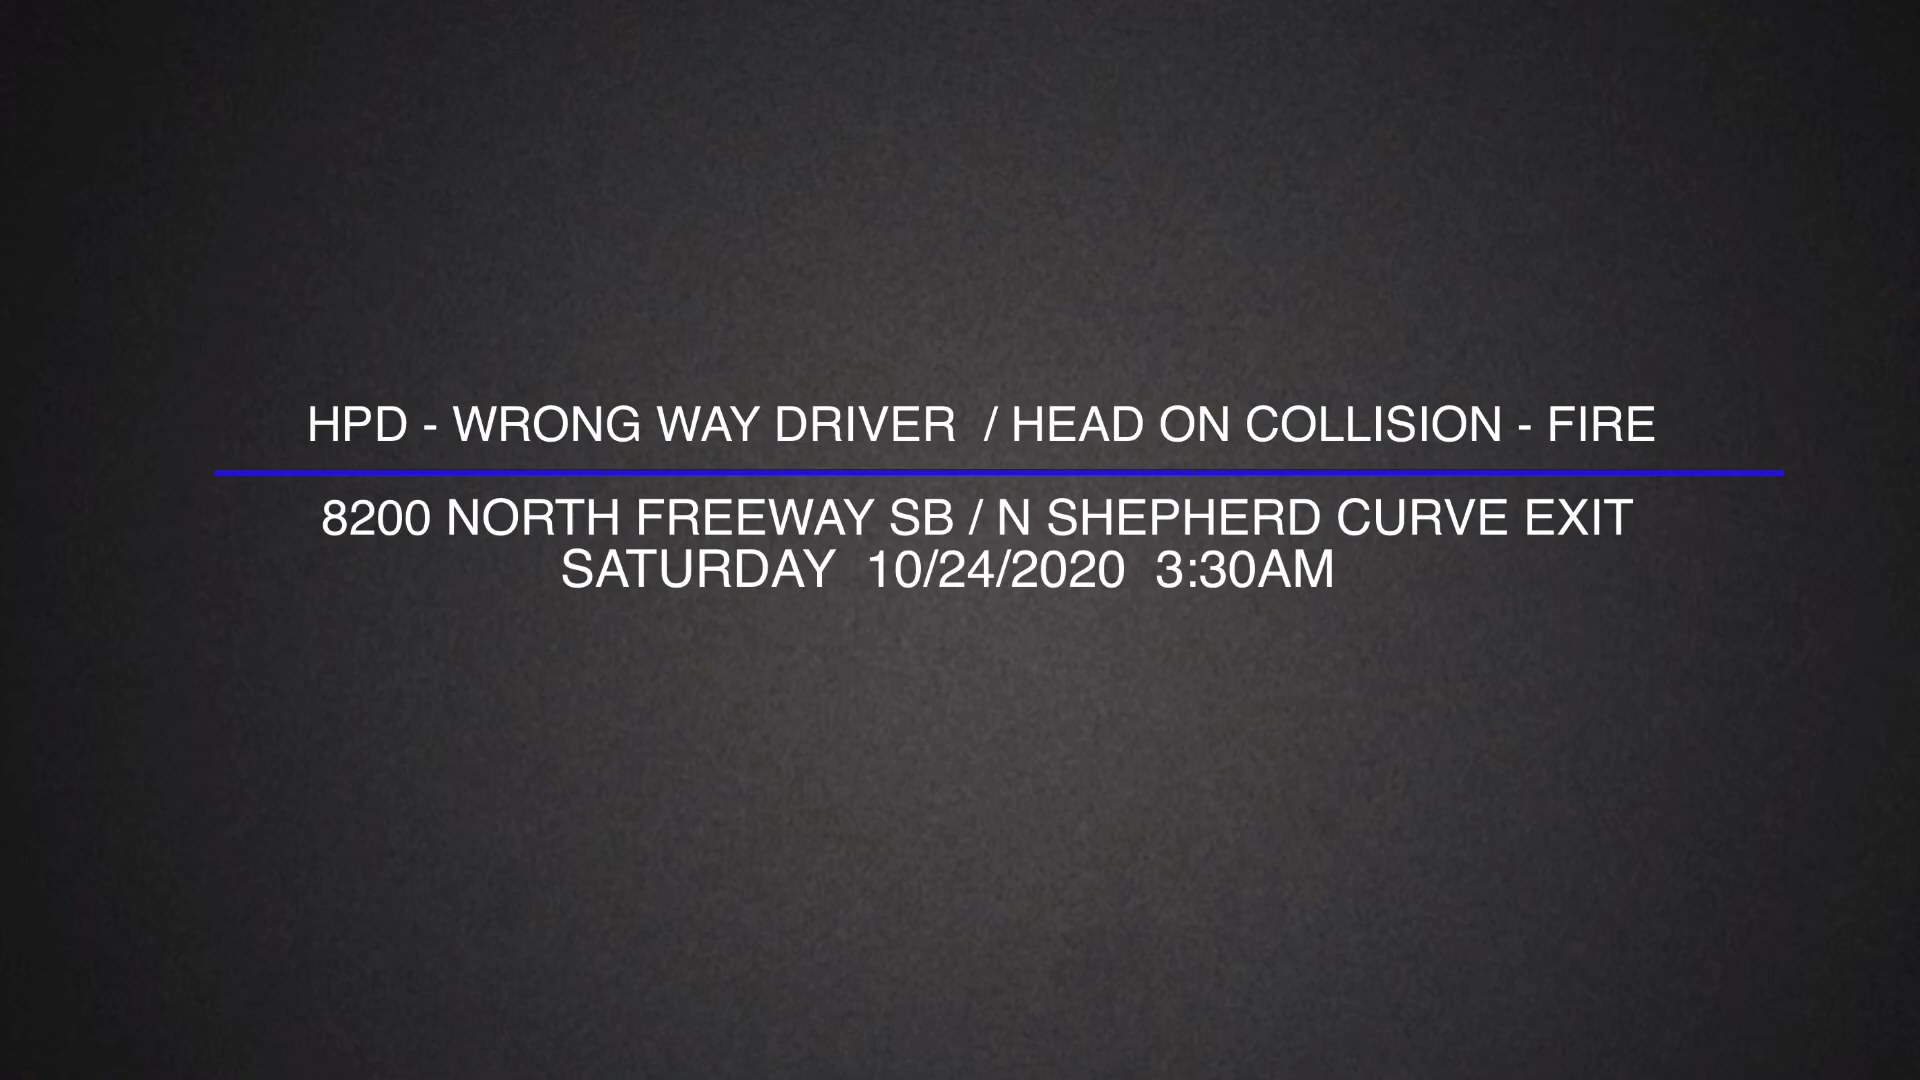 HPD - WRONG WAY DRIVER  / HEAD ON COLLISION - FIRE
8200 NORTH FREEWAY SB / N SHEPHERD CURVE EXIT
SATURDAY  10/24/2020  3:30AM